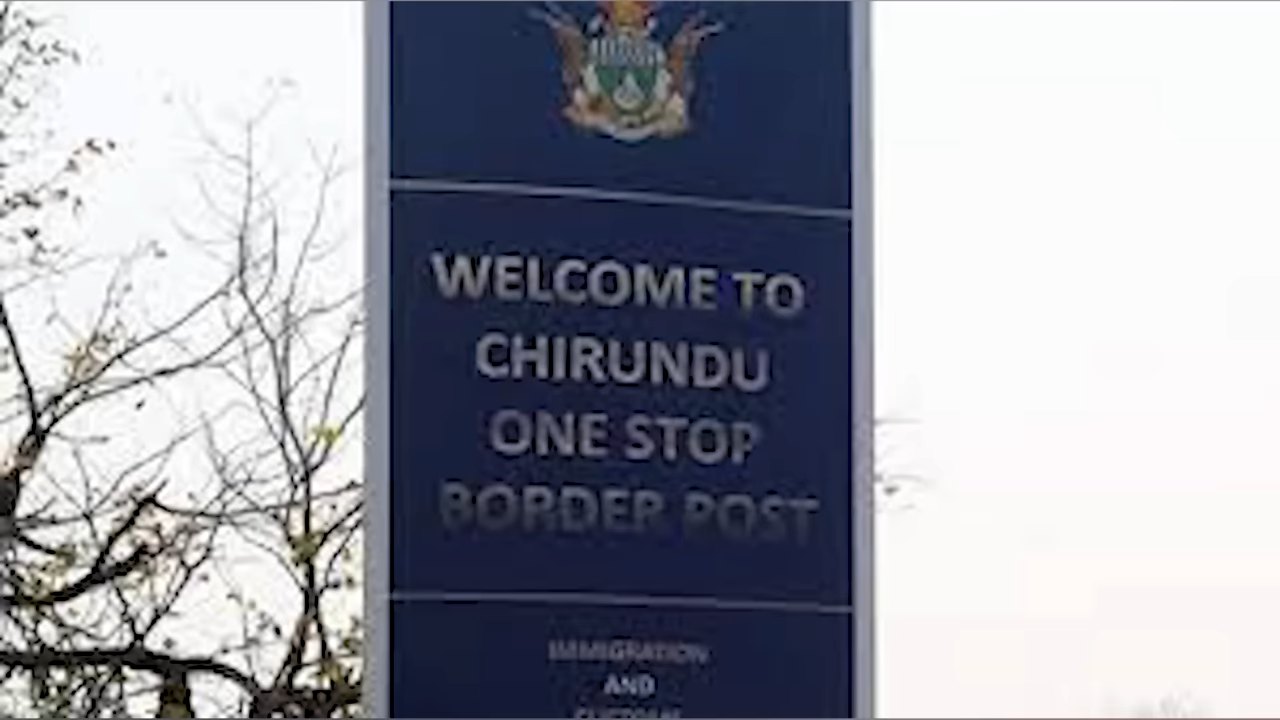 WELCOME TO
CHIRUNDU
ONE STOP
BORDER POST
IMMIGRATION
AND